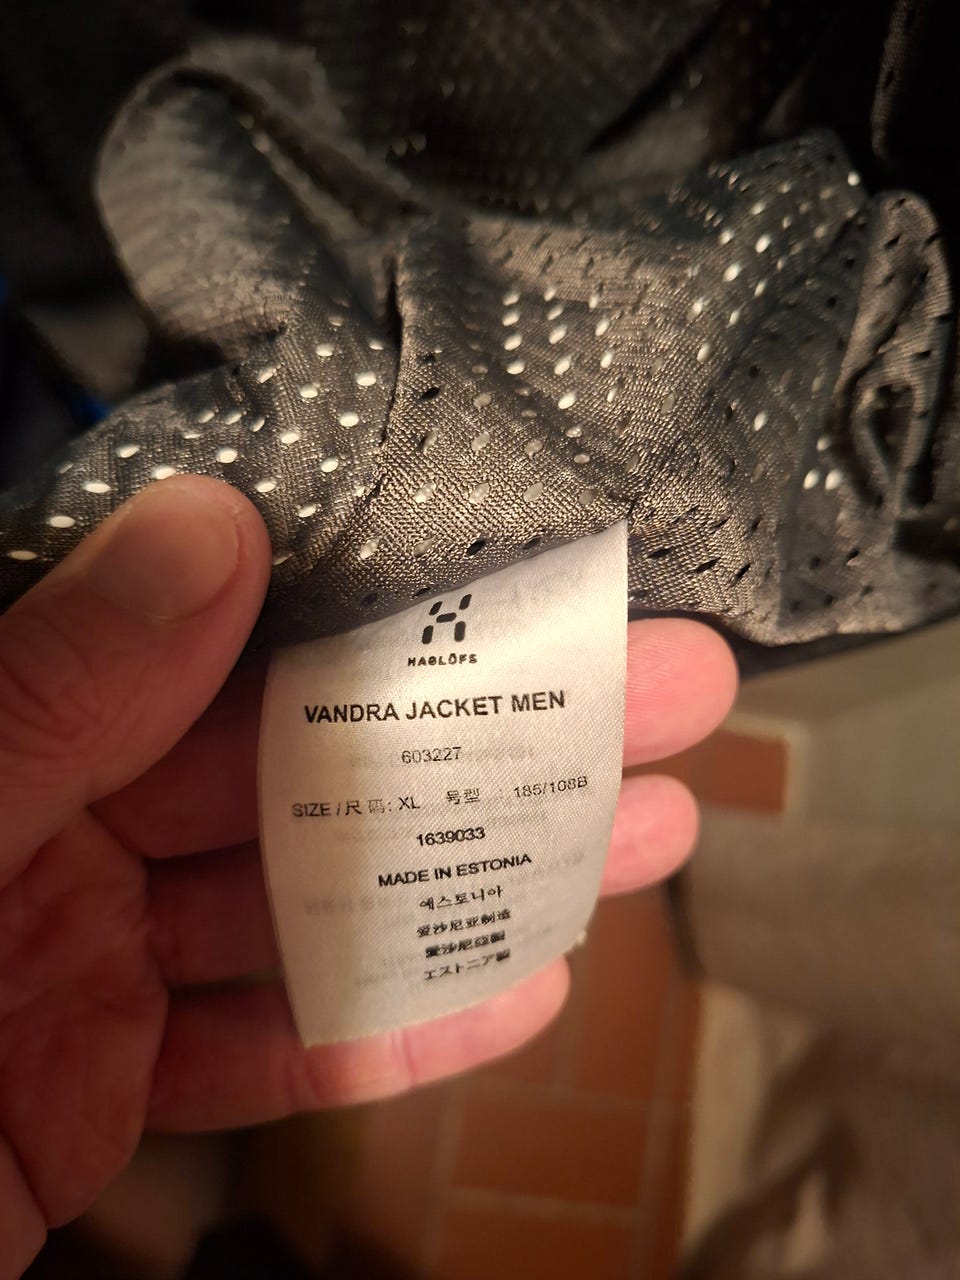 HAGLÖFS
VANDRA JACKET MEN
603227
SIZE / 尺 码: XL 号型 : 185/108B
1639033
MADE IN ESTONIA
에스토니아
爱沙尼亚制造
愛沙尼亞製
エストニア製